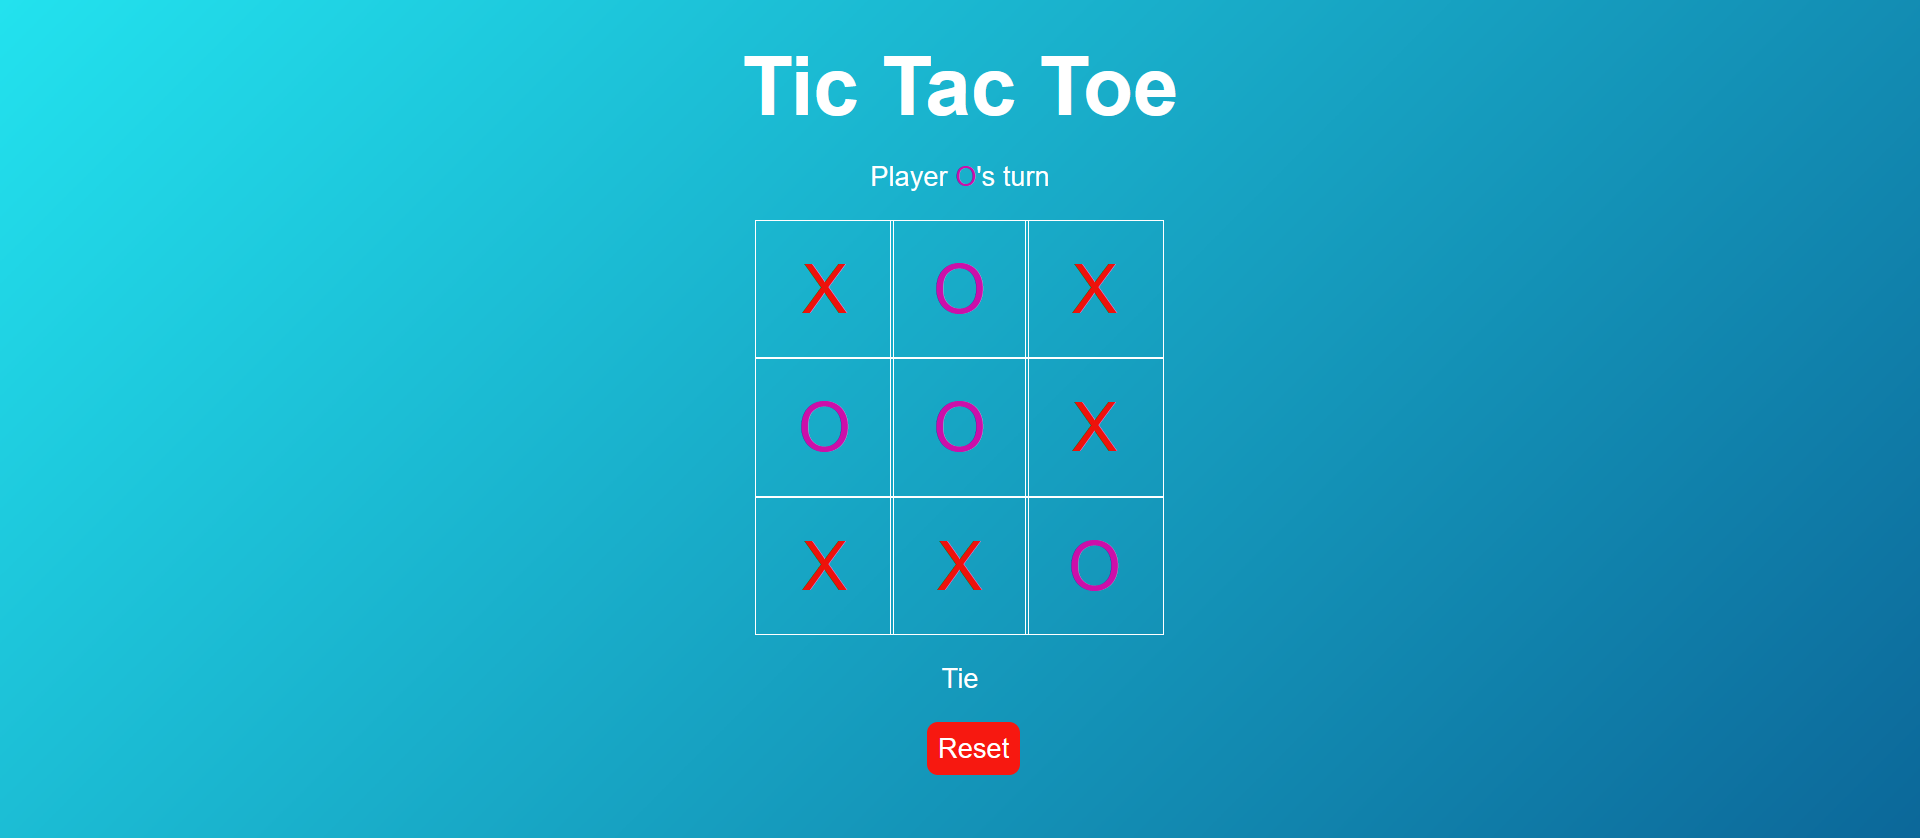 Tic Tac Toe
Player O's turn
X O X
O O X
X X O
Tie
Reset